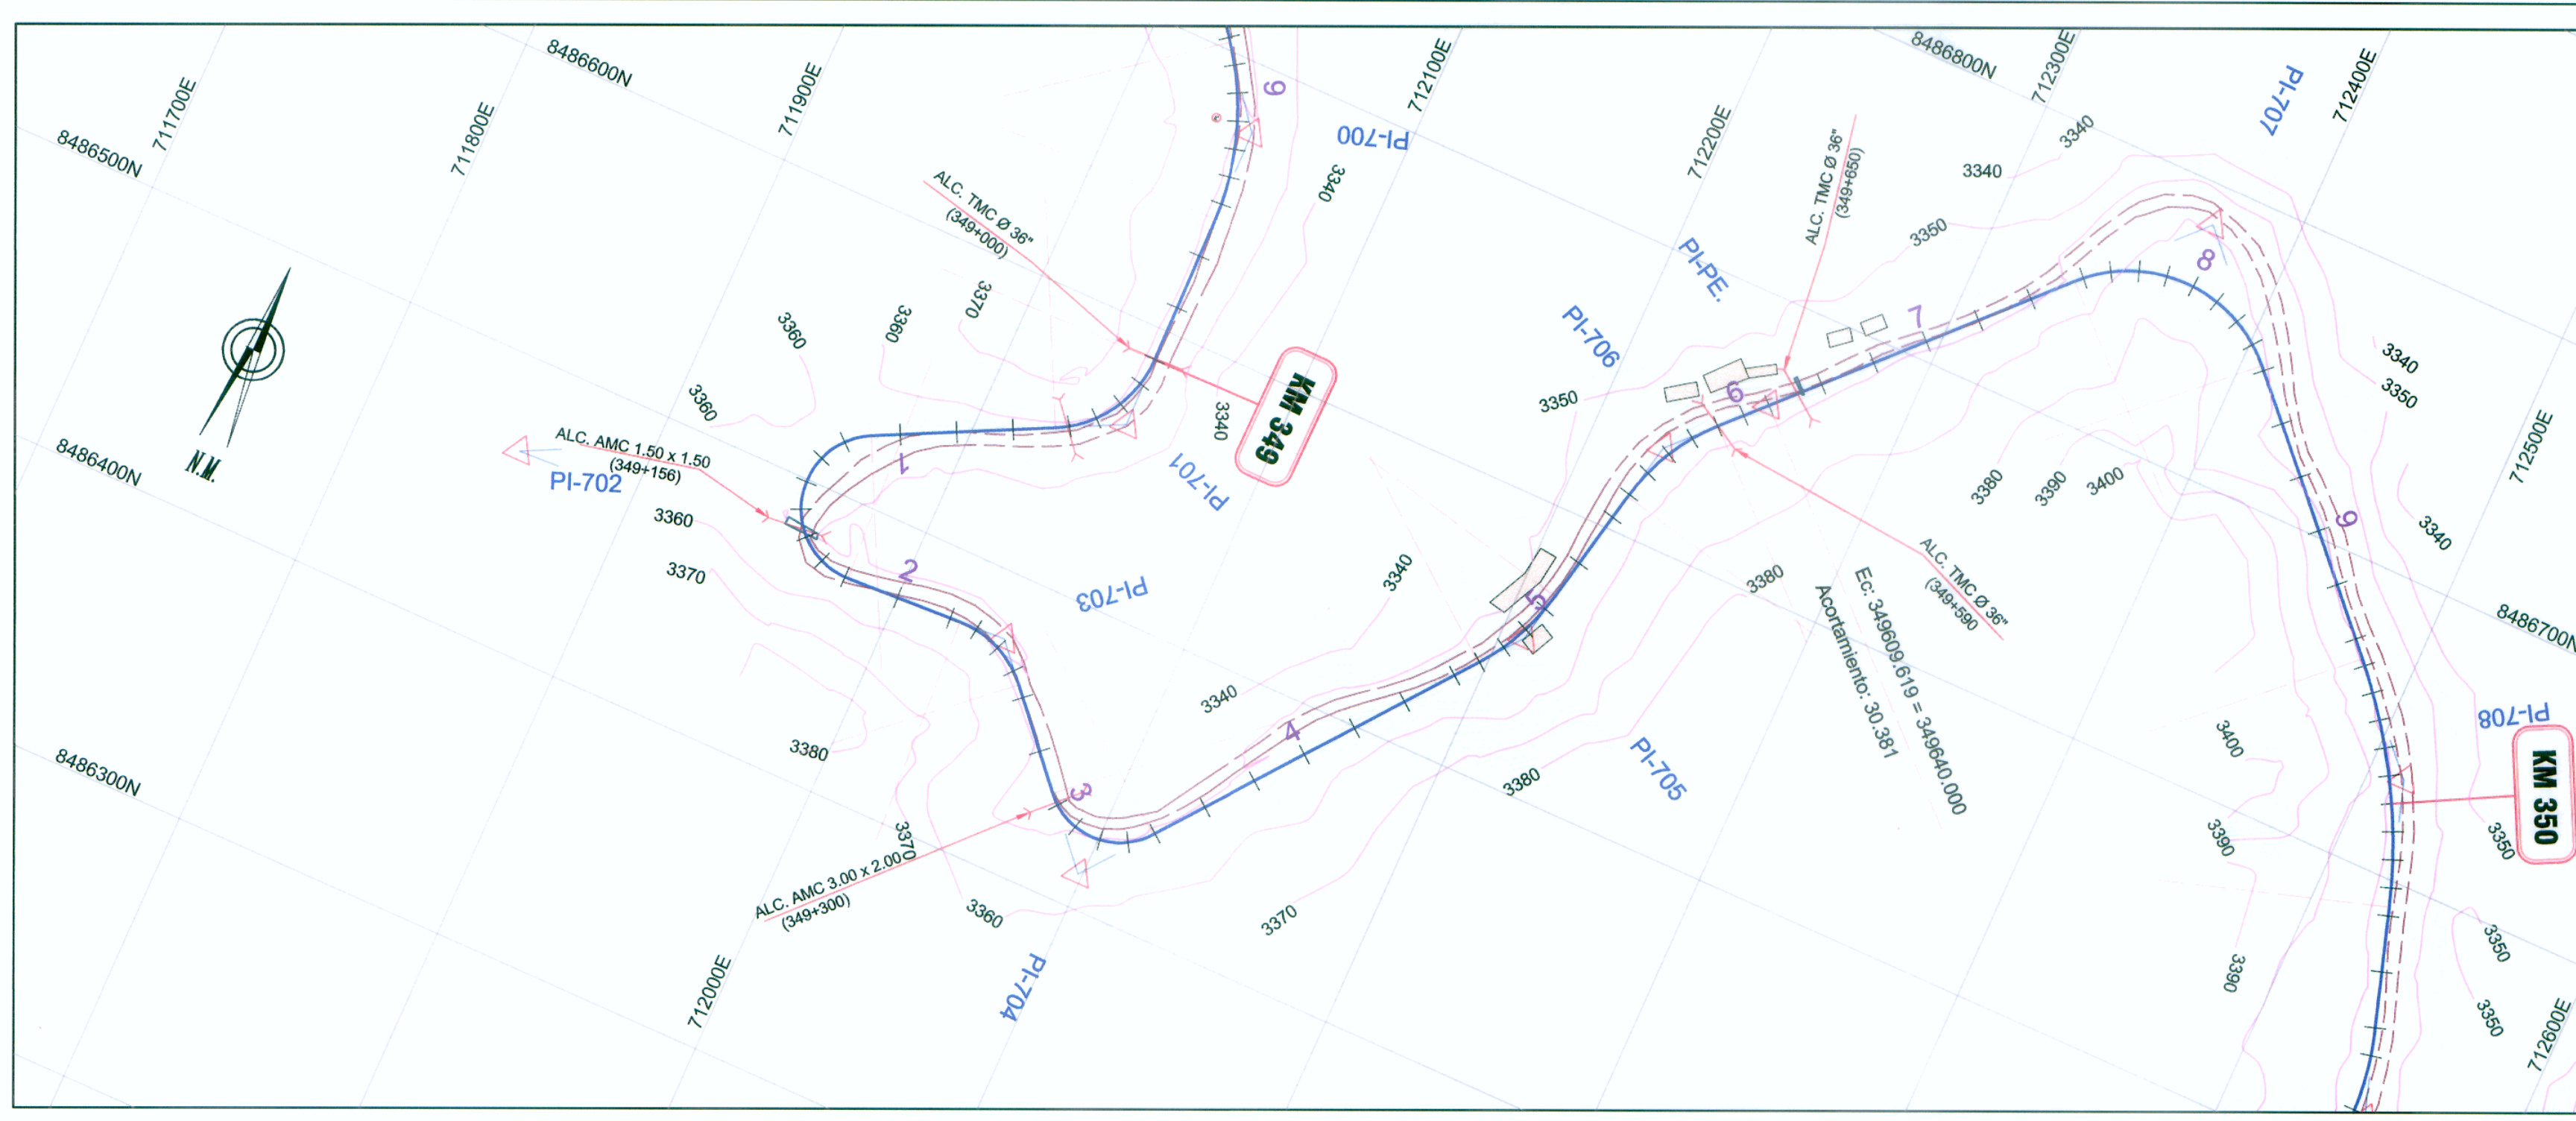 8486600N
8486800N
712300E
712400E
PI-707
711700E
711800E
711900E
712100E
712200E
9
PI-700
3340
3340
3340
8486500N
ALC. TMC Ø 36"
(349+000)
ALC. TMC Ø 36"
(349+650)
3350
PI-PE.
PI-706
8
7
3360
3360
3370
3340
KM 349
3350
6
3340
3350
712500E
N.M.
3360
ALC. AMC 1.50 x 1.50
(349+156)
PI-702
1
PI-701
3380
3390
3400
8486400N
3360
3370
2
PI-703
3340
5
3380
ALC. TMC Ø 36"
(349+590
9
3340
Ec: 349609.619 = 349640.000
Acortamiento: 30.381
8486700N
3340
4
3380
PI-705
3400
PI-708
KM 350
8486300N
3380
3
3370
ALC. AMC 3.00 x 2.00
(349+300)
3360
3370
3390
3350
3390
3350
3350
712200E
PI-704
712600E